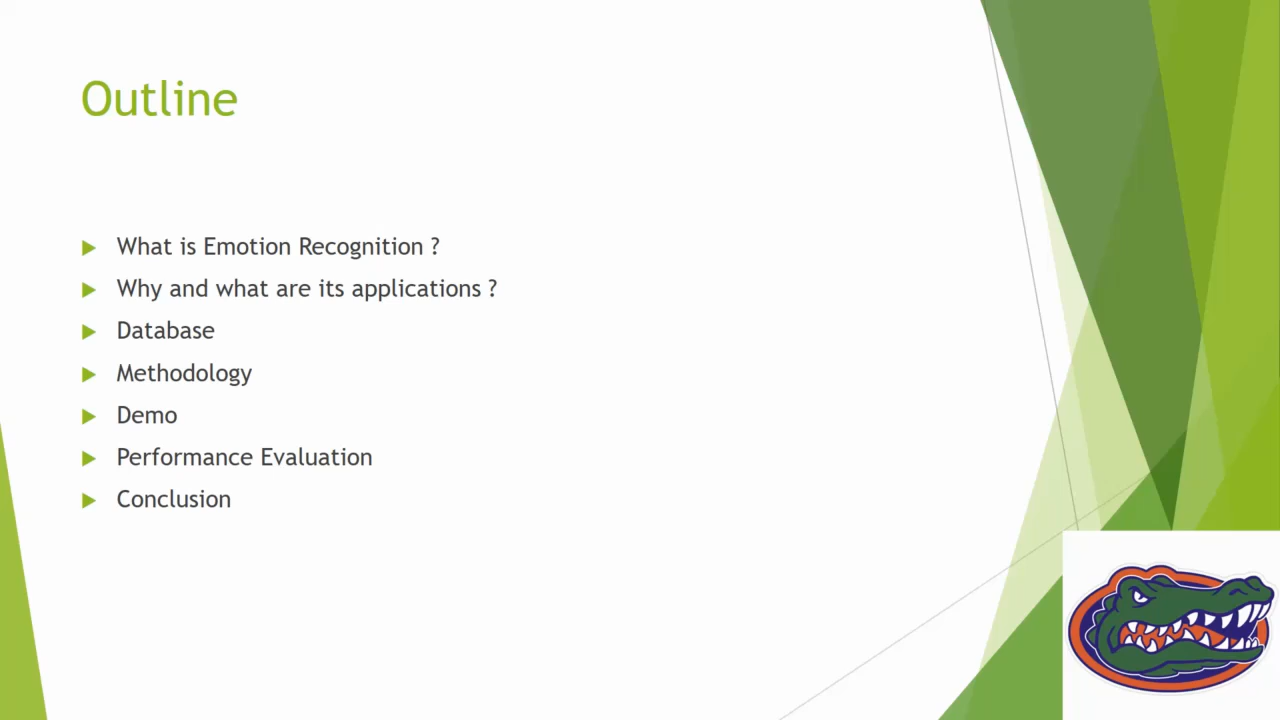 Outline
What is Emotion Recognition ?
Why and what are its applications ?
Database
Methodology
Demo
Performance Evaluation
Conclusion